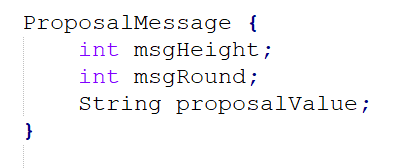 ProposalMessage {
    int msgHeight;
    int msgRound;
    String proposalValue;
}